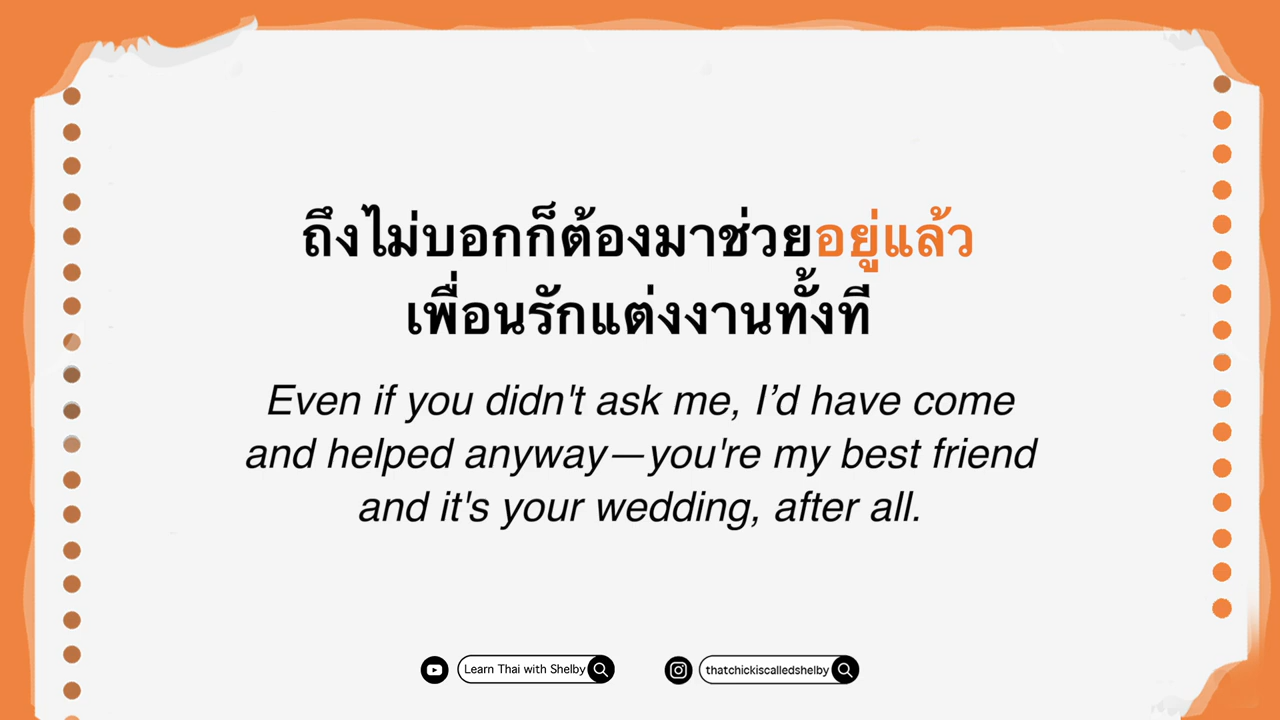 ถึงไม่บอกก็ต้องมาช่วยอยู่แล้ว
เพื่อนรักแต่งงานทั้งที
Even if you didn't ask me, I’d have come
and helped anyway—you're my best friend
and it's your wedding, after all.
Learn Thai with Shelby
thatchickiscalledshelby